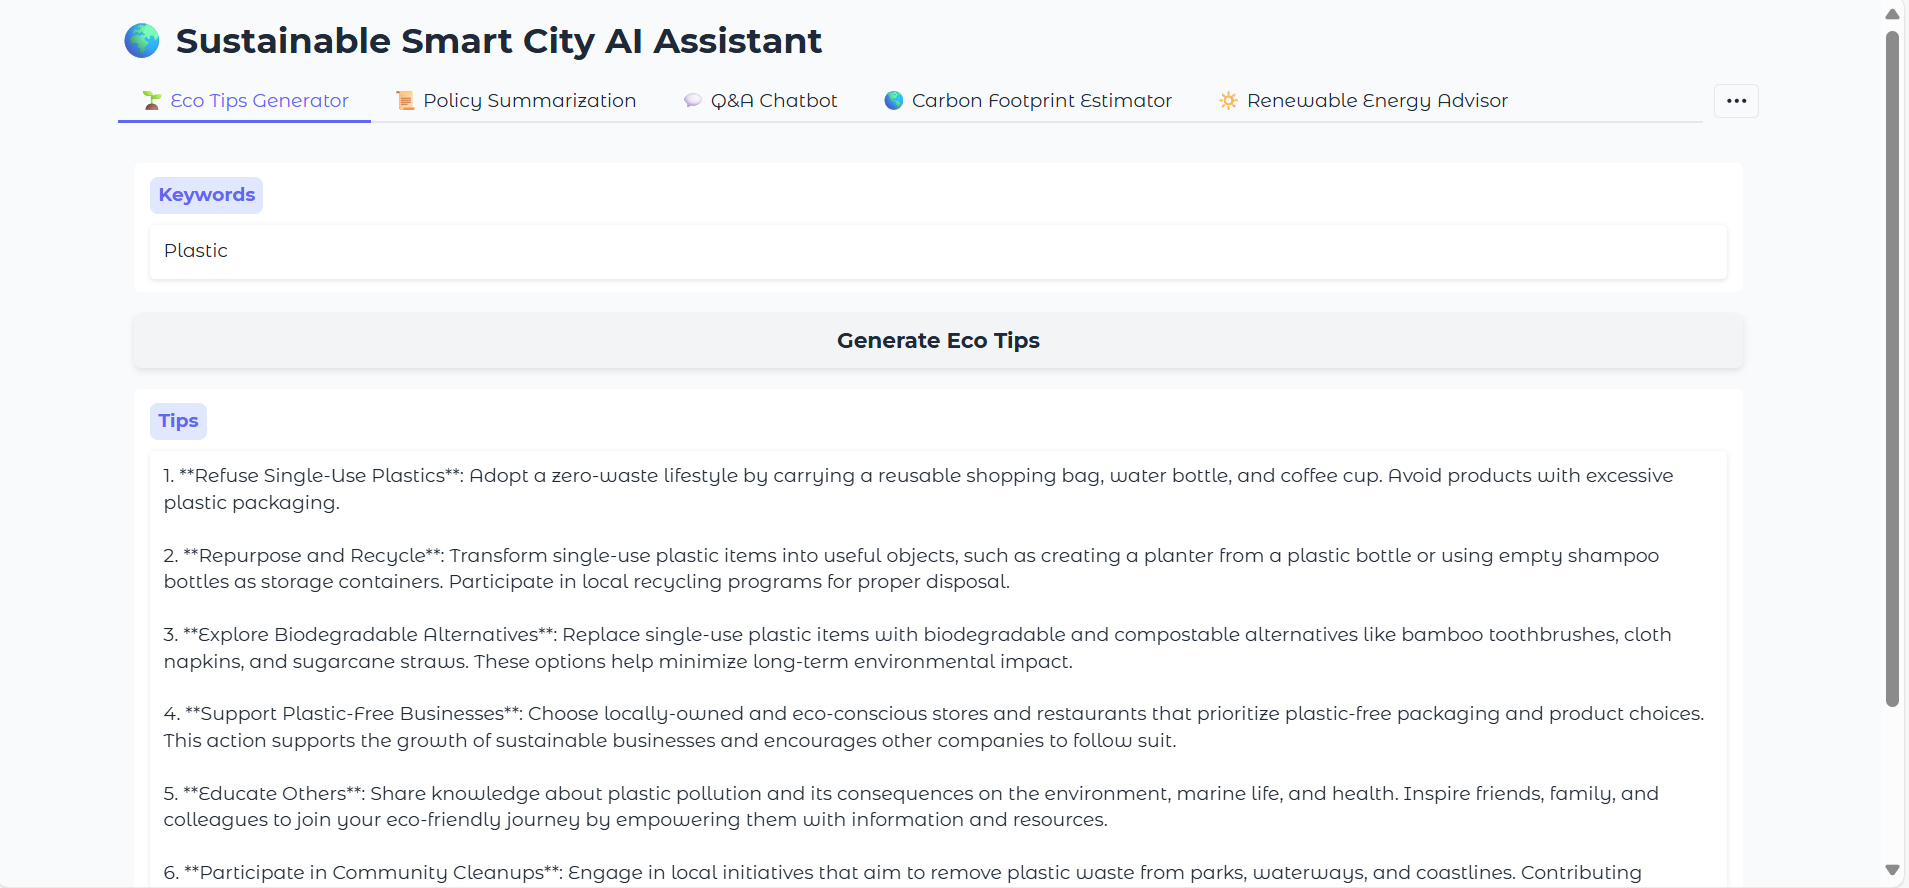 Sustainable Smart City AI Assistant
Eco Tips Generator
Policy Summarization
Q&A Chatbot
Carbon Footprint Estimator
Renewable Energy Advisor
Keywords
Plastic
Generate Eco Tips
Tips
1. **Refuse Single-Use Plastics**: Adopt a zero-waste lifestyle by carrying a reusable shopping bag, water bottle, and coffee cup. Avoid products with excessive
plastic packaging.
2. **Repurpose and Recycle**: Transform single-use plastic items into useful objects, such as creating a planter from a plastic bottle or using empty shampoo
bottles as storage containers. Participate in local recycling programs for proper disposal.
3. **Explore Biodegradable Alternatives**: Replace single-use plastic items with biodegradable and compostable alternatives like bamboo toothbrushes, cloth
napkins, and sugarcane straws. These options help minimize long-term environmental impact.
4. **Support Plastic-Free Businesses**: Choose locally-owned and eco-conscious stores and restaurants that prioritize plastic-free packaging and product choices.
This action supports the growth of sustainable businesses and encourages other companies to follow suit.
5. **Educate Others**: Share knowledge about plastic pollution and its consequences on the environment, marine life, and health. Inspire friends, family, and
colleagues to join your eco-friendly journey by empowering them with information and resources.
6. **Participate in Community Cleanups**: Engage in local initiatives that aim to remove plastic waste from parks, waterways, and coastlines. Contributing